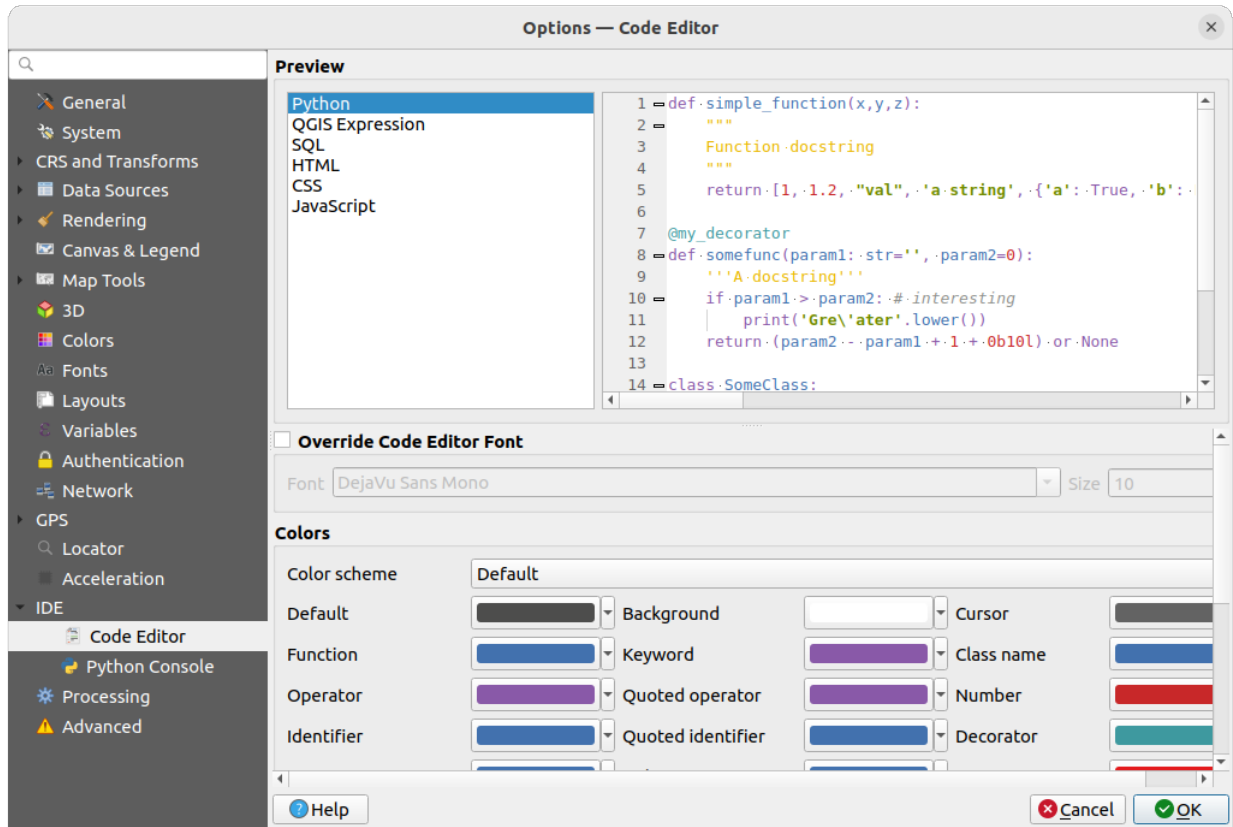 Options — Code Editor
General
System
CRS and Transforms
Data Sources
Rendering
Canvas & Legend
Map Tools
3D
Colors
Aa Fonts
Layouts
ε Variables
Authentication
Network
GPS
Locator
Acceleration
IDE
Code Editor
Python Console
Processing
Advanced
Preview
Python
QGIS Expression
SQL
HTML
CSS
JavaScript
1 def·simple_function(x,y,z):
2 """
3 Function·docstring
4 """
5 return·[1,·1.2,·"val",·'a·string',·{'a':·True,·'b':·
6
7 @my_decorator
8 def·somefunc(param1:·str='',·param2=0):
9 '''A·docstring'''
10 if·param1·>·param2:·#·interesting
11 print('Gre\'ater'.lower())
12 return·(param2·-·param1·+·1·+·0b10l)·or·None
13
14 class·SomeClass:
Override Code Editor Font
Font DejaVu Sans Mono Size 10
Colors
Color scheme Default
Default Background Cursor
Function Keyword Class name
Operator Quoted operator Number
Identifier Quoted identifier Decorator
Help Cancel OK